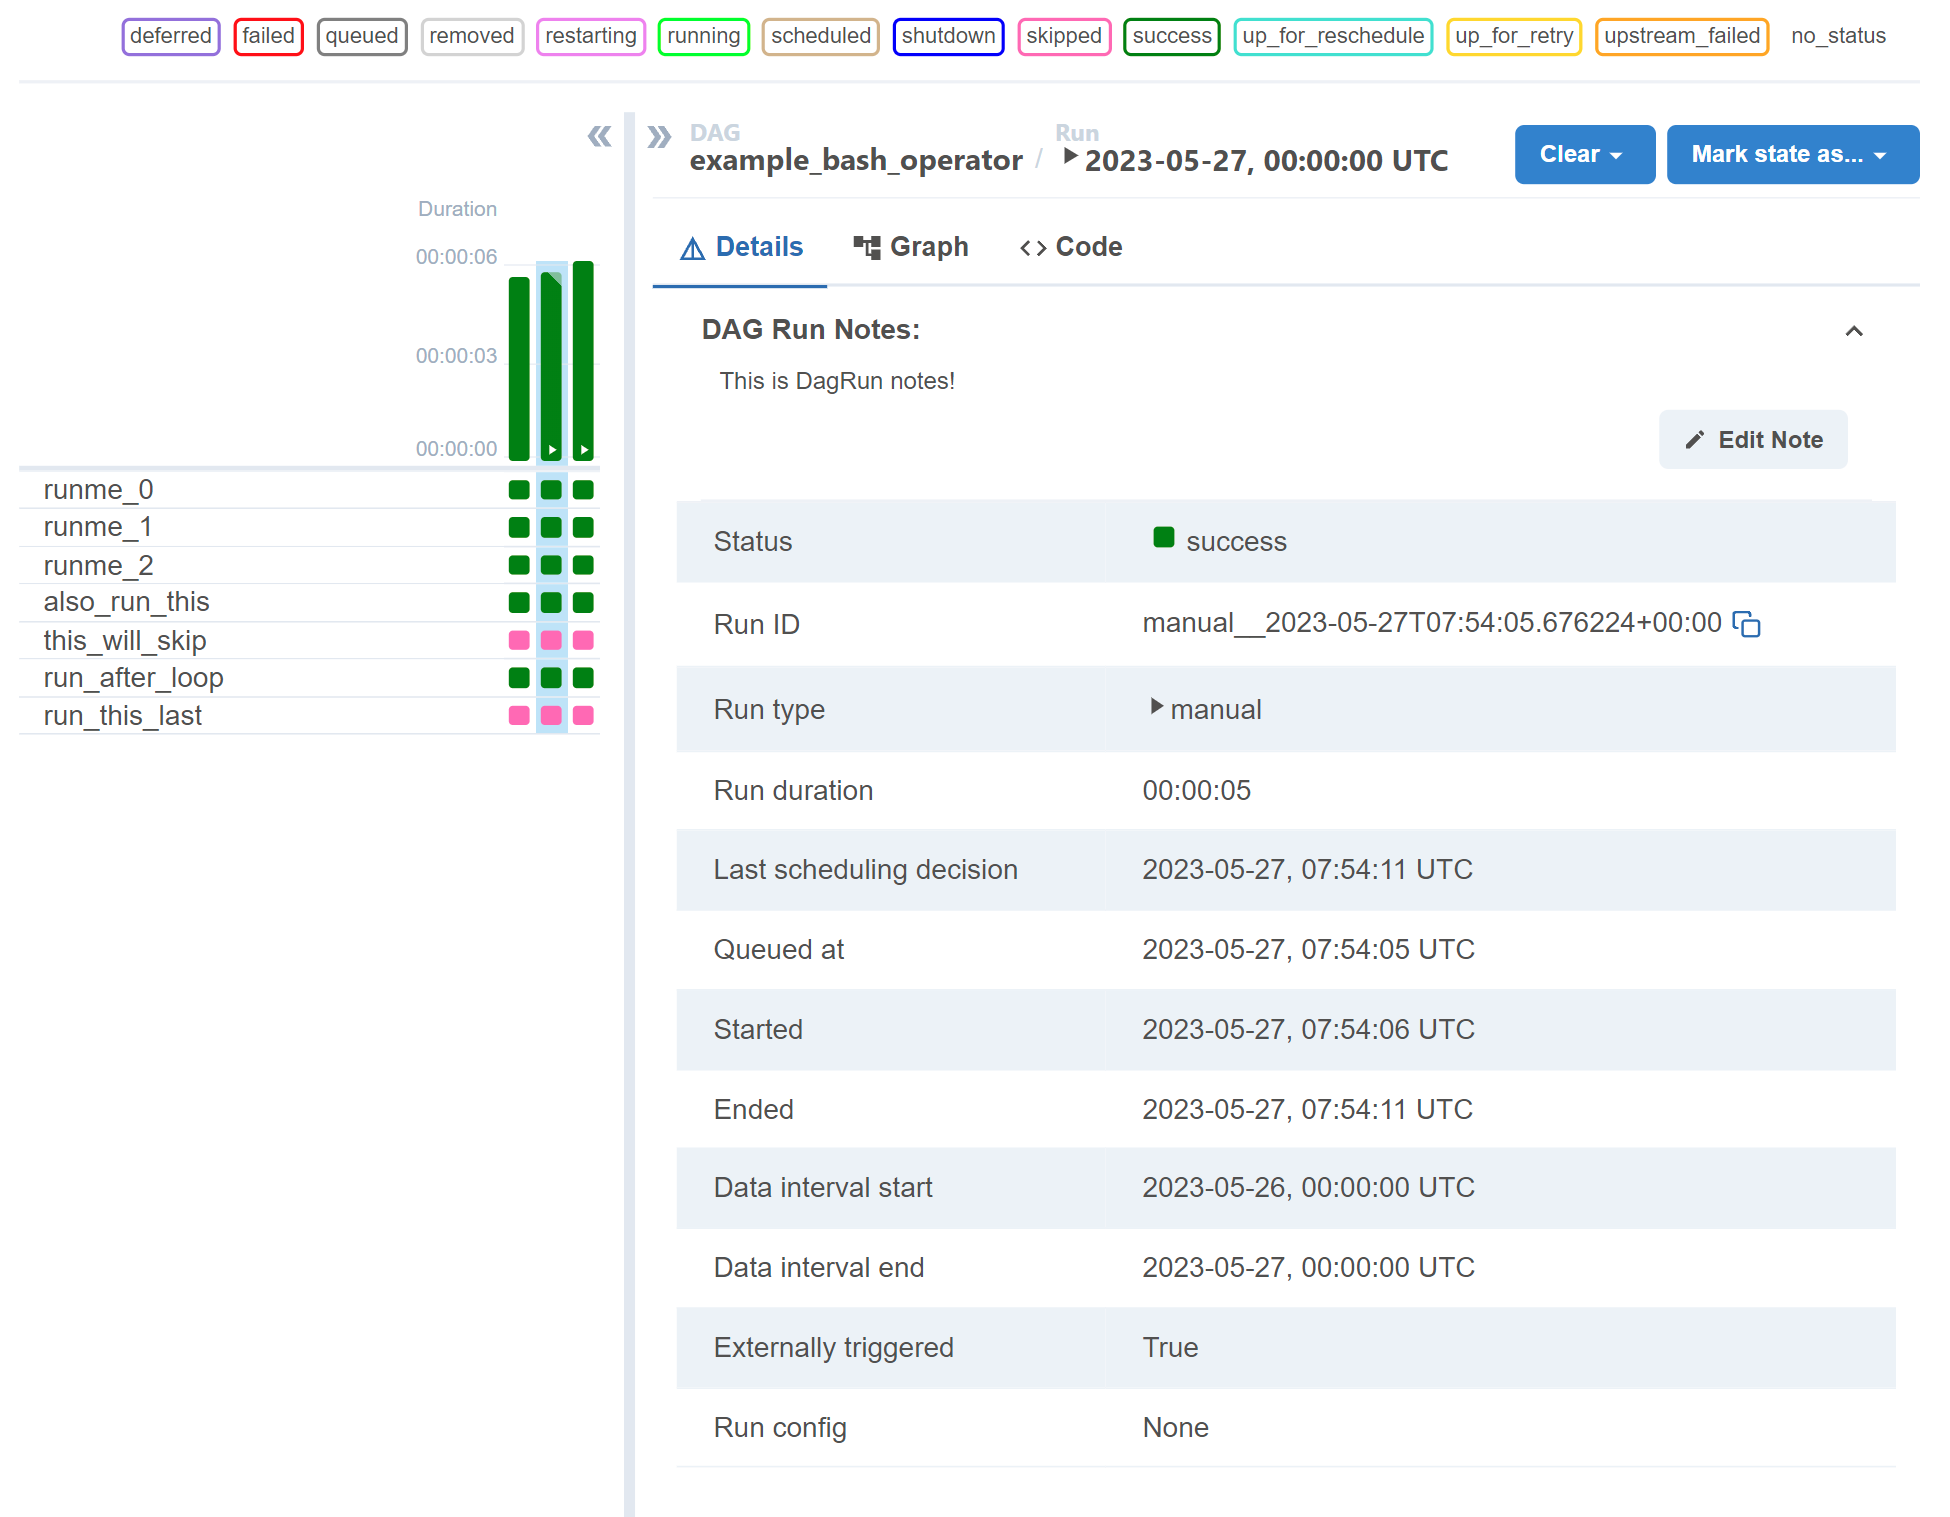 deferred failed queued removed restarting running scheduled shutdown skipped success up_for_reschedule up_for_retry upstream_failed no_status
Duration
00:00:06
00:00:03
00:00:00
runme_0
runme_1
runme_2
also_run_this
this_will_skip
run_after_loop
run_this_last
DAG
example_bash_operator
/
Run
2023-05-27, 00:00:00 UTC
Clear
Mark state as...
Details Graph Code
DAG Run Notes:
This is DagRun notes!
Edit Note
Status success
Run ID manual__2023-05-27T07:54:05.676224+00:00
Run type manual
Run duration 00:00:05
Last scheduling decision 2023-05-27, 07:54:11 UTC
Queued at 2023-05-27, 07:54:05 UTC
Started 2023-05-27, 07:54:06 UTC
Ended 2023-05-27, 07:54:11 UTC
Data interval start 2023-05-26, 00:00:00 UTC
Data interval end 2023-05-27, 00:00:00 UTC
Externally triggered True
Run config None